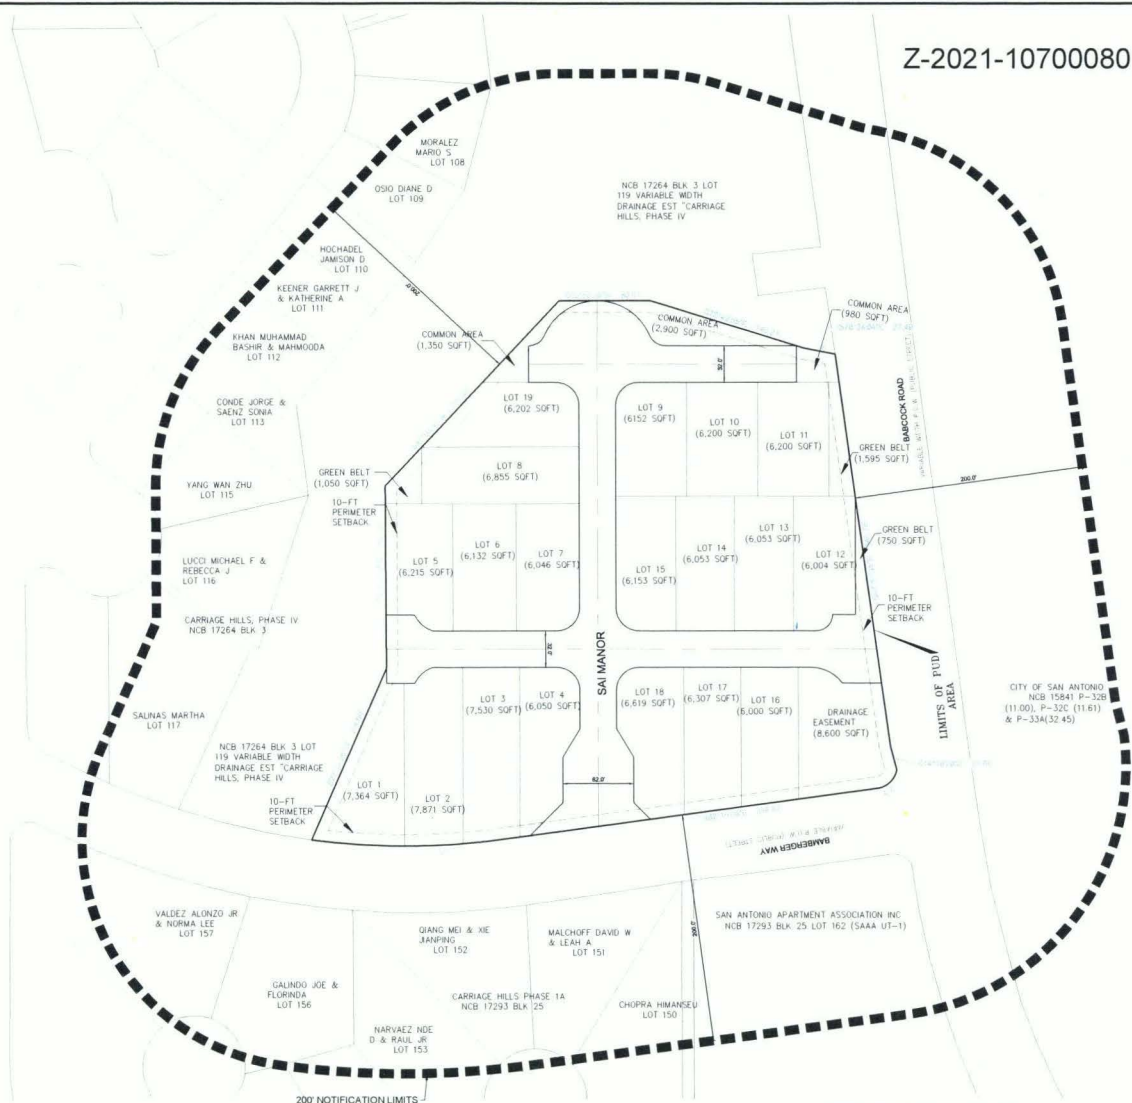 Z-2021-10700080
MORALEZ
MARIO S
LOT 108
OSIO DIANE D
LOT 109
NCB 17264 BLK 3 LOT
119 VARIABLE WIDTH
DRAINAGE EST "CARRIAGE
HILLS, PHASE IV
HOCHADEL
JAMISON D
LOT 110
KEENER GARRETT J
& KATHERINE A
LOT 111
200.0'
KHAN MUHAMMAD
BASHIR & MAHMOODA
LOT 112
COMMON AREA
(1,350 SQFT)
COMMON AREA
(2,900 SQFT)
COMMON AREA
(980 SQFT)
32.0'
BABCOCK ROAD
CONDE JORGE &
SAENZ SONIA
LOT 113
LOT 19
(6,202 SQFT)
LOT 9
(6152 SQFT)
LOT 10
(6,200 SQFT)
LOT 11
(6,200 SQFT)
GREEN BELT
(1,595 SQFT)
GREEN BELT
(1,050 SQFT)
LOT 8
(6,855 SQFT)
200.0'
YANG WAN ZHU
LOT 115
10-FT
PERIMETER
SETBACK
GREEN BELT
(750 SQFT)
LOT 5
(6,215 SQFT)
LOT 6
(6,132 SQFT)
LOT 7
(6,046 SQFT)
LOT 15
(6,153 SQFT)
LOT 14
(6,053 SQFT)
LOT 13
(6,053 SQFT)
LOT 12
(6,004 SQFT)
LUCCI MICHAEL F &
REBECCA J
LOT 116
10-FT
PERIMETER
SETBACK
CARRIAGE HILLS, PHASE IV
NCB 17264 BLK 3
32.0'
SAI MANOR
LIMITS OF PUD
AREA
CITY OF SAN ANTONIO
NCB 15841 P-32B
(11.00), P-32C (11.61)
& P-33A(32.45)
SALINAS MARTHA
LOT 117
LOT 3
(7,530 SQFT)
LOT 4
(6,050 SQFT)
LOT 18
(6,619 SQFT)
LOT 17
(6,307 SQFT)
LOT 16
(6,000 SQFT)
DRAINAGE
EASEMENT
(8,600 SQFT)
NCB 17264 BLK 3 LOT
119 VARIABLE WIDTH
DRAINAGE EST "CARRIAGE
HILLS, PHASE IV
62.0'
LOT 1
(7,364 SQFT)
LOT 2
(7,871 SQFT)
10-FT
PERIMETER
SETBACK
BAMBERGER WAY
VALDEZ ALONZO JR
& NORMA LEE
LOT 157
QIANG MEI & XIE
JIANPING
LOT 152
MALCHOFF DAVID W
& LEAH A
LOT 151
200.0'
SAN ANTONIO APARTMENT ASSOCIATION INC
NCB 17293 BLK 25 LOT 162 (SAAA UT-1)
GALINDO JOE &
FLORINDA
LOT 156
CARRIAGE HILLS PHASE 1A
NCB 17293 BLK 25
CHOPRA HIMANSEU
LOT 150
NARVAEZ NDE
D & RAUL JR
LOT 153
200' NOTIFICATION LIMITS